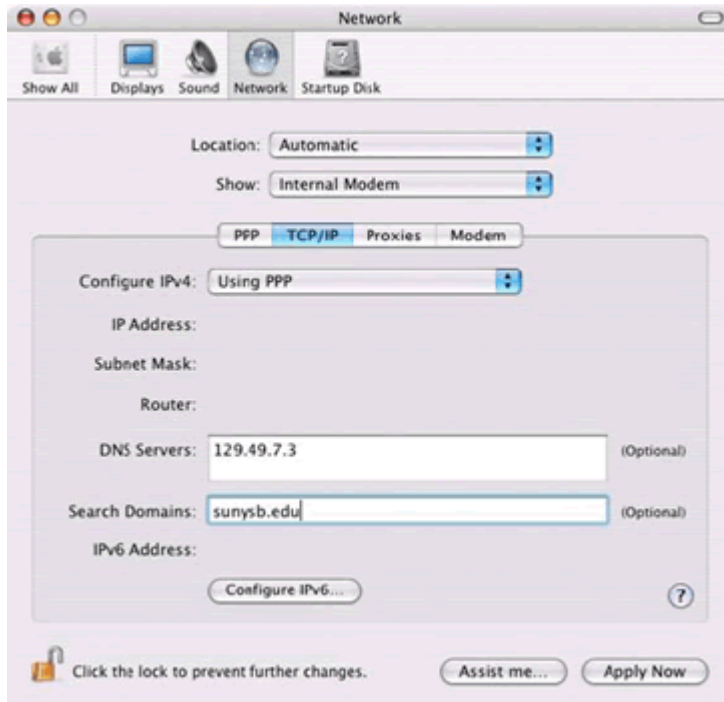 Network
Show All Displays Sound Network Startup Disk
Location: Automatic
Show: Internal Modem
PPP TCP/IP Proxies Modem
Configure IPv4: Using PPP
IP Address:
Subnet Mask:
Router:
DNS Servers: 129.49.7.3 (Optional)
Search Domains: sunysb.edu (Optional)
IPv6 Address:
Configure IPv6... ?
Click the lock to prevent further changes. Assist me... Apply Now